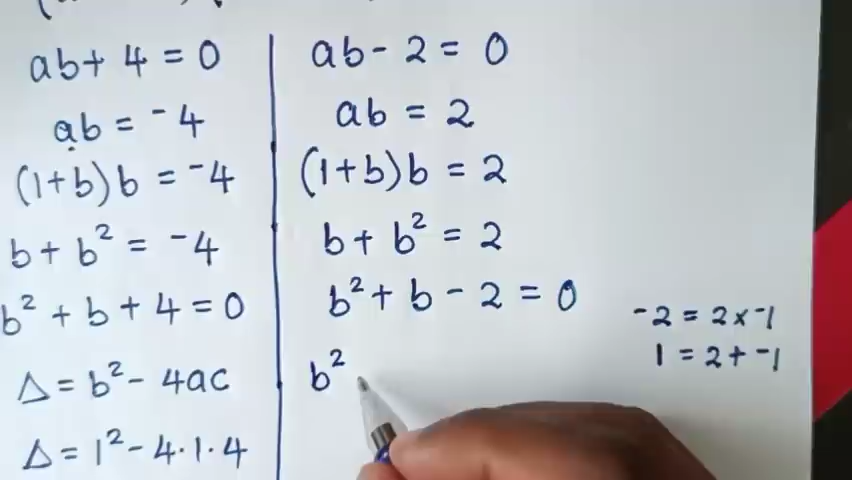 ab + 4 = 0
ab = -4
(1+b)b = -4
b + b² = -4
b² + b + 4 = 0
Δ = b² - 4ac
Δ = 1² - 4·1·4
ab - 2 = 0
ab = 2
(1+b)b = 2
b + b² = 2
b² + b - 2 = 0
b²
-2 = 2 × -1
1 = 2 + -1